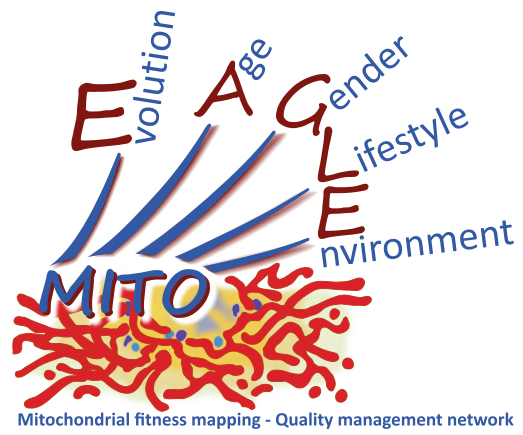 Evolution
Age
Gender
Lifestyle
Environment
MITO
Mitochondrial fitness mapping - Quality management network